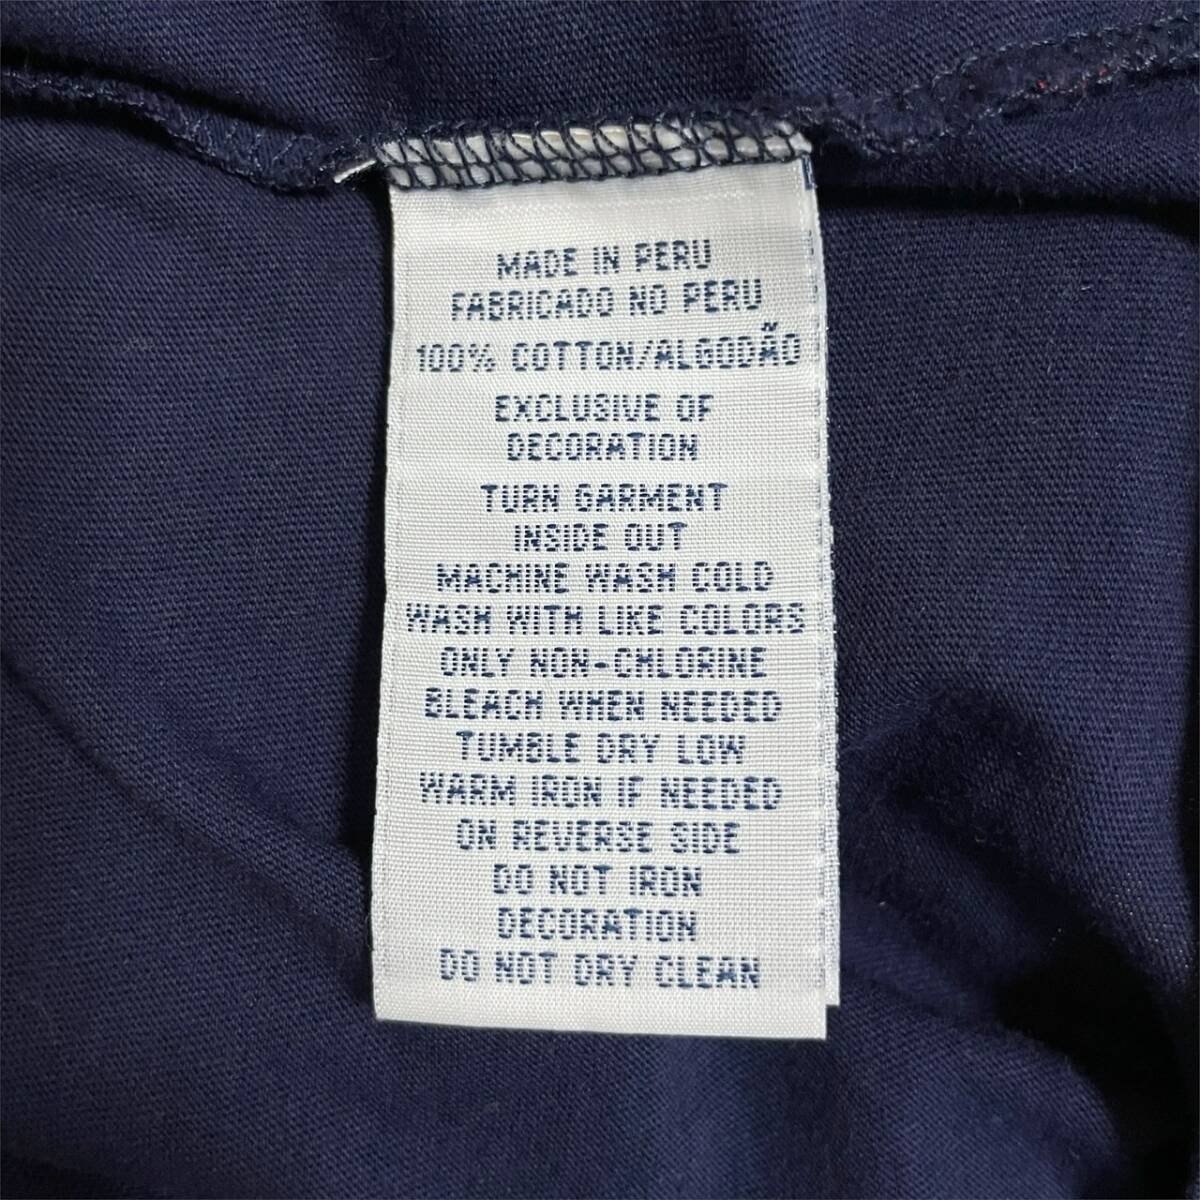 MADE IN PERU
FABRICADO NO PERU
100% COTTON/ALGODÃO
EXCLUSIVE OF
DECORATION
TURN GARMENT
INSIDE OUT
MACHINE WASH COLD
WASH WITH LIKE COLORS
ONLY NON-CHLORINE
BLEACH WHEN NEEDED
TUMBLE DRY LOW
WARM IRON IF NEEDED
ON REVERSE SIDE
DO NOT IRON
DECORATION
DO NOT DRY CLEAN